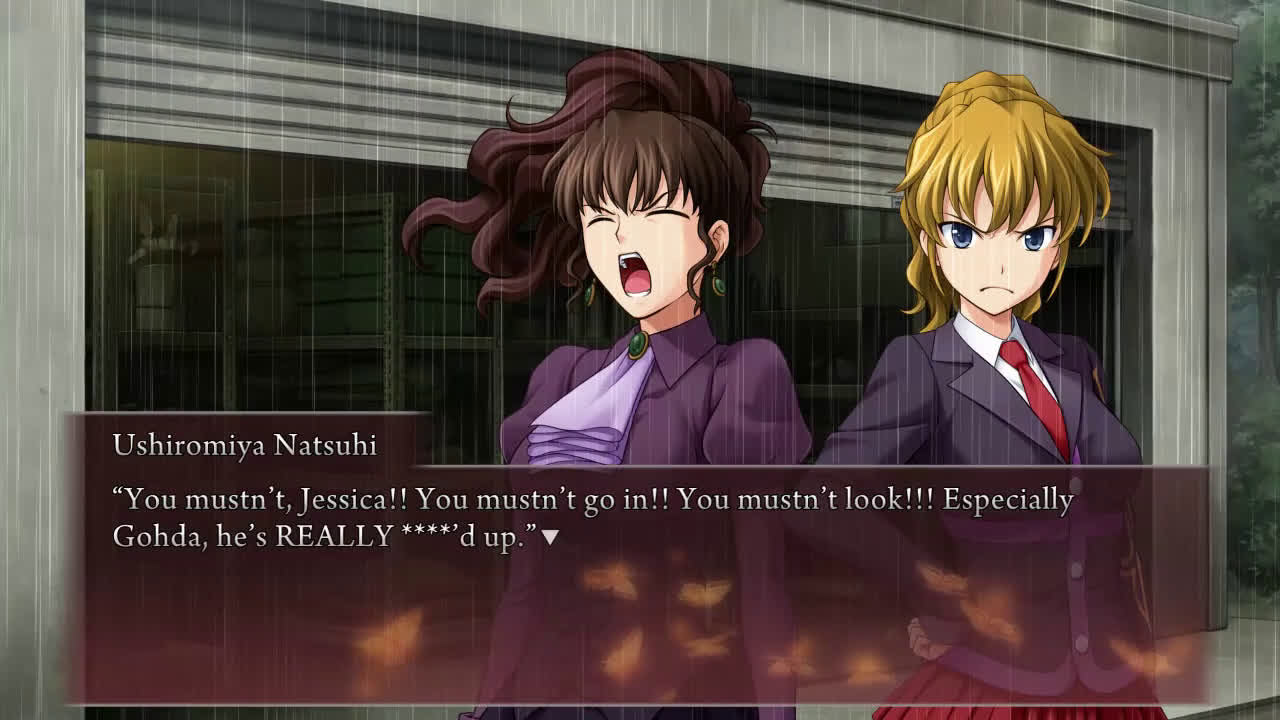 Ushiromiya Natsuhi
“You mustn’t, Jessica!! You mustn’t go in!! You mustn’t look!!! Especially
Gohda, he’s REALLY ****’d up.”▼